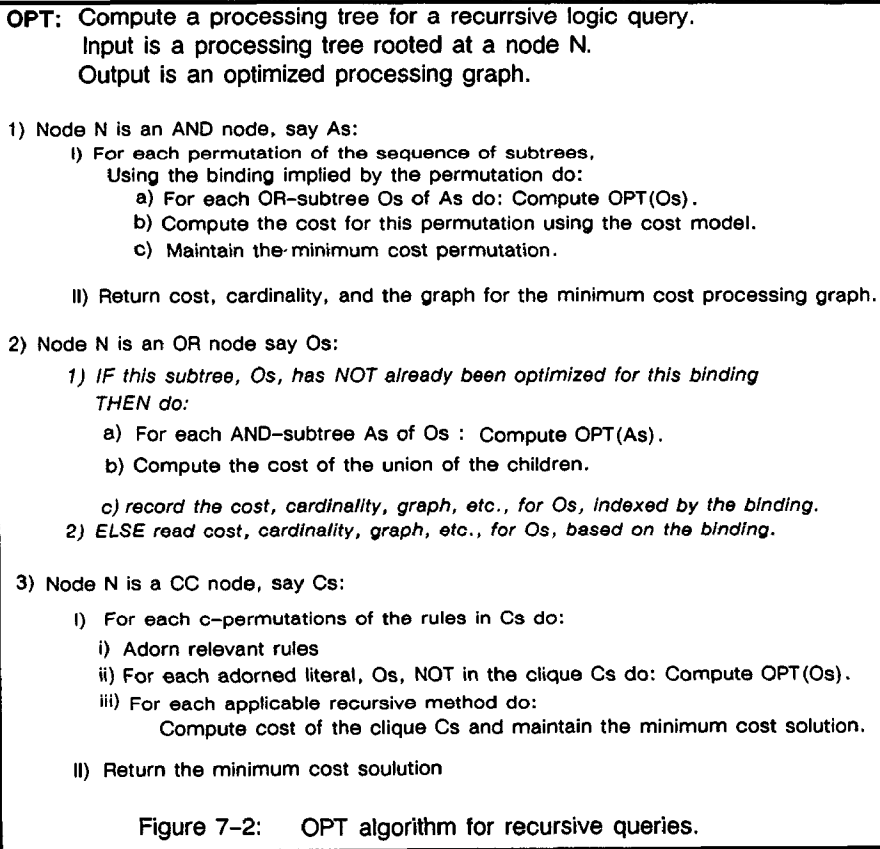 OPT: Compute a processing tree for a recurrsive logic query.
Input is a processing tree rooted at a node N.
Output is an optimized processing graph.
1) Node N is an AND node, say As:
I) For each permutation of the sequence of subtrees,
Using the binding implied by the permutation do:
a) For each OR-subtree Os of As do: Compute OPT(Os).
b) Compute the cost for this permutation using the cost model.
c) Maintain the minimum cost permutation.
II) Return cost, cardinality, and the graph for the minimum cost processing graph.
2) Node N is an OR node say Os:
1) IF this subtree, Os, has NOT already been optimized for this binding
THEN do:
a) For each AND-subtree As of Os : Compute OPT(As).
b) Compute the cost of the union of the children.
c) record the cost, cardinality, graph, etc., for Os, indexed by the binding.
2) ELSE read cost, cardinality, graph, etc., for Os, based on the binding.
3) Node N is a CC node, say Cs:
I) For each c-permutations of the rules in Cs do:
i) Adorn relevant rules
ii) For each adorned literal, Os, NOT in the clique Cs do: Compute OPT(Os).
iii) For each applicable recursive method do:
Compute cost of the clique Cs and maintain the minimum cost solution.
II) Return the minimum cost soulution
Figure 7-2: OPT algorithm for recursive queries.